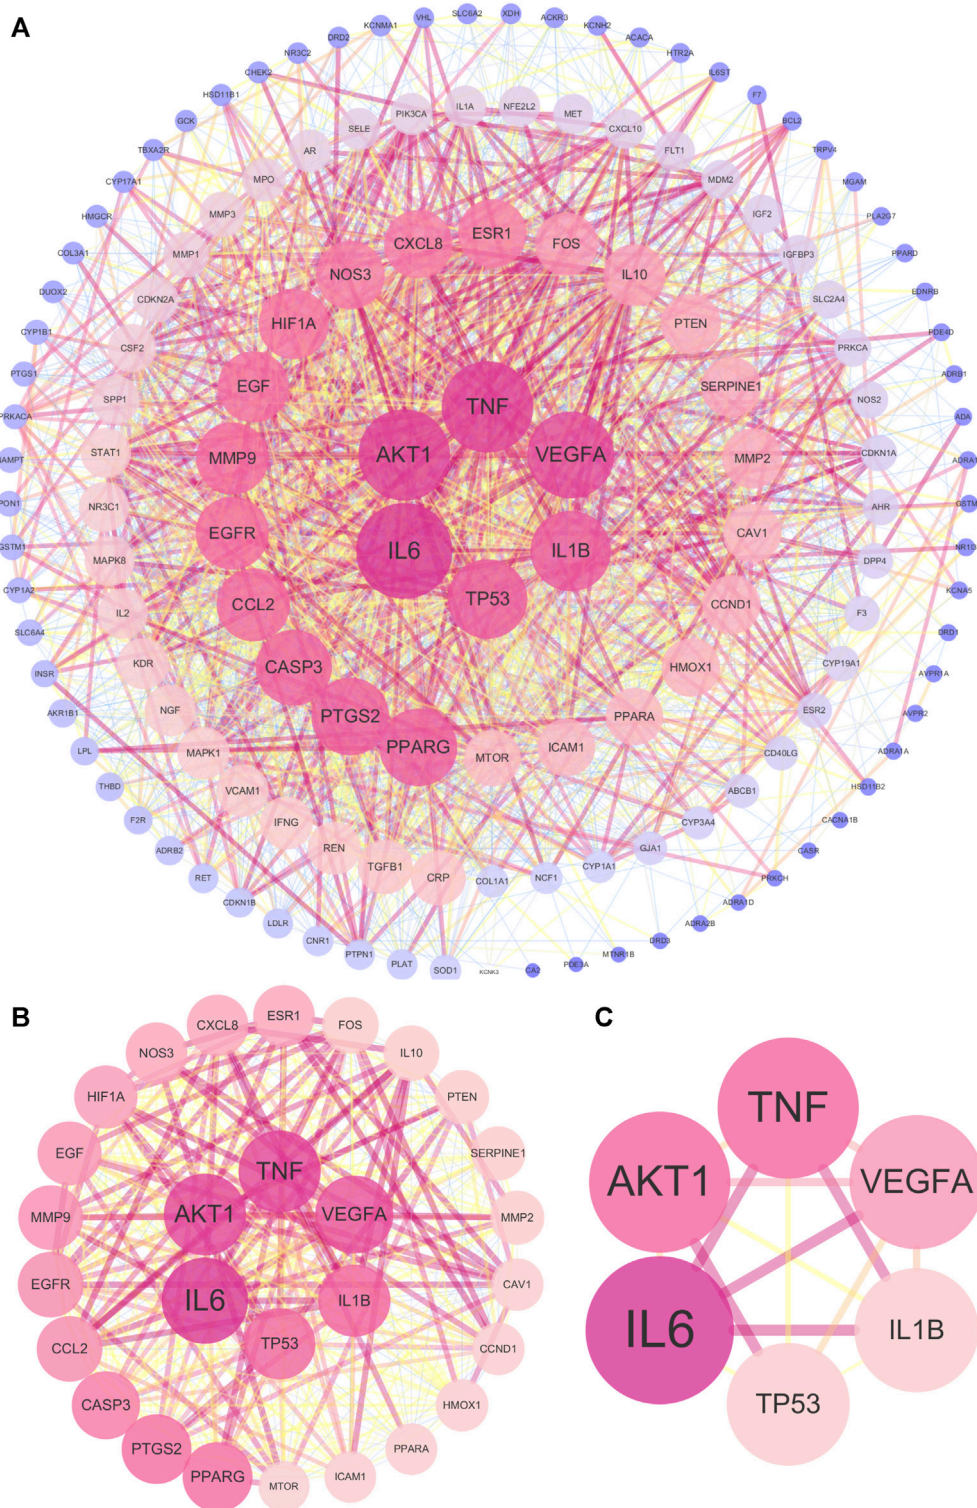 A
VHL
SLC6A2
XDH
ACKR3
KCNMA1
KCNH2
DRD2
ACACA
NR3C2
HTR2A
CHEK2
IL6ST
HSD11B1
F7
GCK
BCL2
TBXA2R
TRPV4
CYP17A1
MGAM
HMGCR
PLA2G7
COL3A1
PPARD
DUOX2
EDNRB
CYP1B1
PDE4D
PTGS1
ADRB1
PRKACA
ADA
NAMPT
ADRA1
PON1
GSTM
GSTM1
NR1I3
CYP1A2
KCNA5
SLC6A4
DRD1
INSR
AVPR1A
AKR1B1
AVPR2
LPL
ADRA1A
THBD
HSD11B2
F2R
CACNA1B
ADRB2
CASR
RET
PRKCH
CDKN1B
ADRA1D
LDLR
ADRA2B
CNR1
DRD3
PTPN1
MTNR1B
PLAT
PDE3A
SOD1
KCNK3
CA2
PIK3CA
IL1A
NFE2L2
MET
SELE
CXCL10
AR
FLT1
MPO
MDM2
MMP3
IGF2
MMP1
IGFBP3
CDKN2A
SLC2A4
CSF2
PRKCA
SPP1
NOS2
STAT1
CDKN1A
NR3C1
AHR
MAPK8
DPP4
IL2
F3
KDR
CYP19A1
NGF
ESR2
MAPK1
CD40LG
VCAM1
ABCB1
IFNG
CYP3A4
REN
GJA1
TGFB1
CYP1A1
CRP
COL1A1
NCF1
CXCL8
ESR1
FOS
NOS3
IL10
HIF1A
PTEN
EGF
SERPINE1
MMP9
MMP2
EGFR
CAV1
CCL2
CCND1
CASP3
HMOX1
PTGS2
PPARA
PPARG
MTOR
ICAM1
TNF
AKT1
VEGFA
IL6
IL1B
TP53
B
CXCL8
ESR1
FOS
NOS3
IL10
HIF1A
PTEN
EGF
SERPINE1
MMP9
MMP2
EGFR
CAV1
CCL2
CCND1
CASP3
HMOX1
PTGS2
PPARA
PPARG
MTOR
ICAM1
TNF
AKT1
VEGFA
IL6
IL1B
TP53
C
TNF
AKT1
VEGFA
IL6
IL1B
TP53